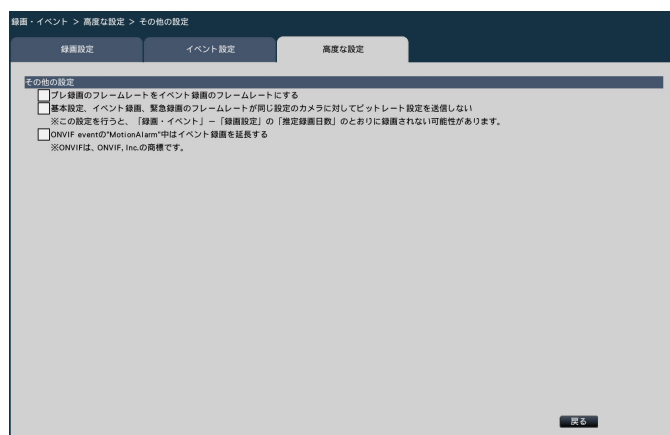 録画・イベント > 高度な設定 > その他の設定
録画設定
イベント設定
高度な設定
その他の設定
プレ録画のフレームレートをイベント録画のフレームレートにする
基本設定、イベント録画、緊急録画のフレームレートが同じ設定のカメラに対してビットレート設定を送信しない
※この設定を行うと、「録画・イベント」－「録画設定」の「推定録画日数」のとおりに録画されない可能性があります。
ONVIF eventの"MotionAlarm"中はイベント録画を延長する
※ONVIFは、ONVIF, Inc.の商標です。
戻る